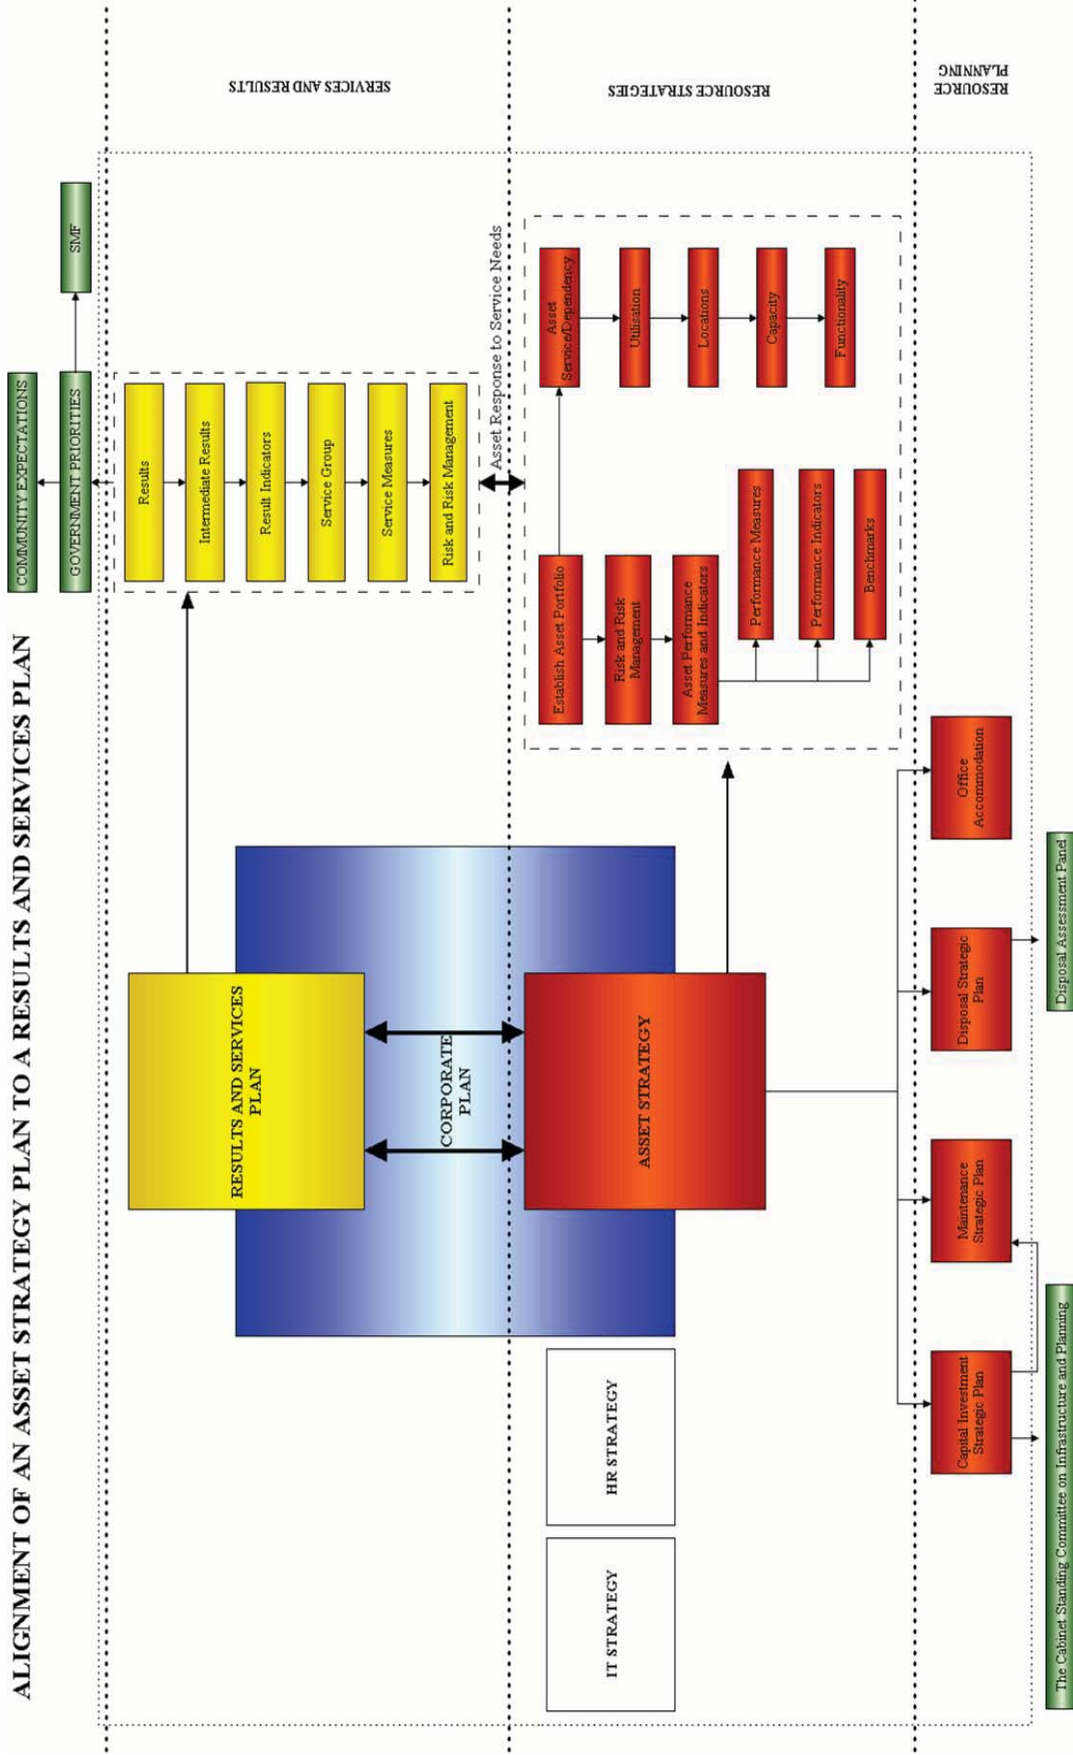 ALIGNMENT OF AN ASSET STRATEGY PLAN TO A RESULTS AND SERVICES PLAN
COMMUNITY EXPECTATIONS
GOVERNMENT PRIORITIES
SMF
SERVICES AND RESULTS
RESULTS AND SERVICES
PLAN
Results
Intermediate Results
Result Indicators
Service Group
Service Measures
Risk and Risk Management
CORPORATE
PLAN
Asset Response to Service Needs
RESOURCE STRATEGIES
IT STRATEGY
HR STRATEGY
ASSET STRATEGY
Establish Asset Portfolio
Risk and Risk
Management
Asset Performance
Measures and Indicators
Performance Measures
Performance Indicators
Benchmarks
Asset
Service/Dependency
Utilisation
Locations
Capacity
Functionality
RESOURCE
PLANNING
Capital Investment
Strategic Plan
Maintenance
Strategic Plan
Disposal Strategic
Plan
Office
Accommodation
The Cabinet Standing Committee on Infrastructure and Planning
Disposal Assessment Panel